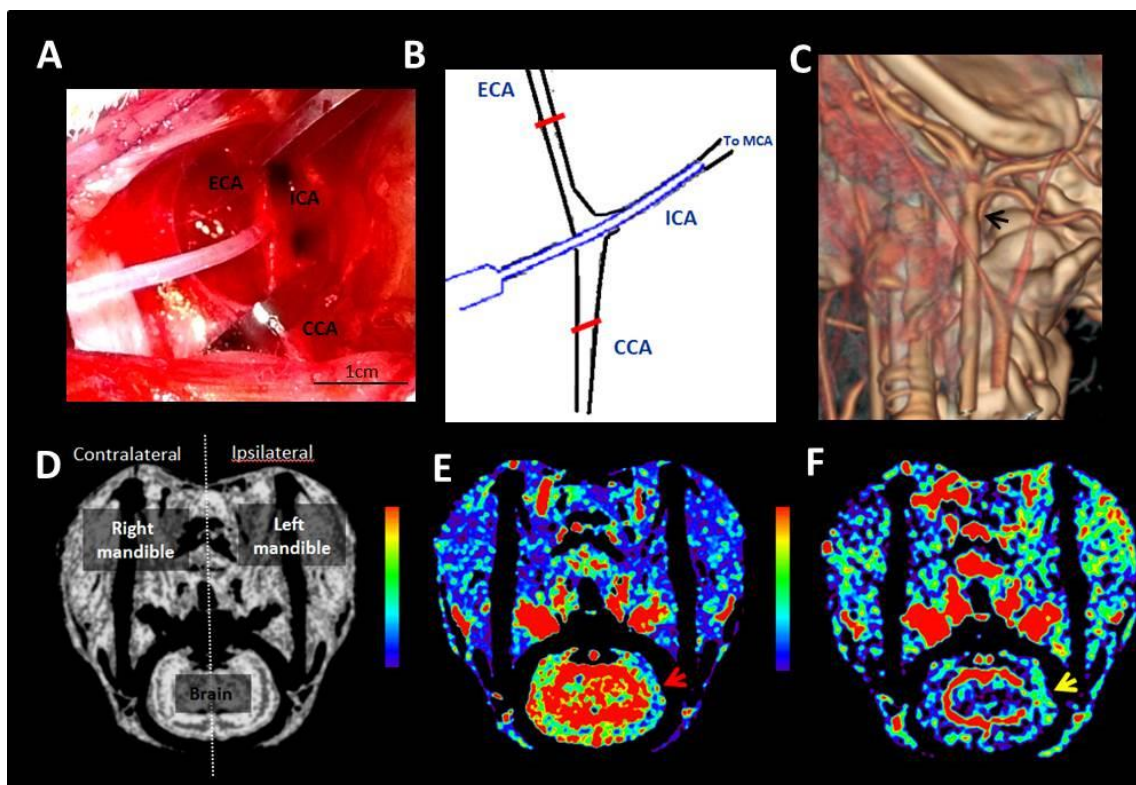 A
ECA
ICA
CCA
1cm
B
ECA
To MCA
ICA
CCA
C
D
Contralateral
Ipsilateral
Right
mandible
Left
mandible
Brain
E
F